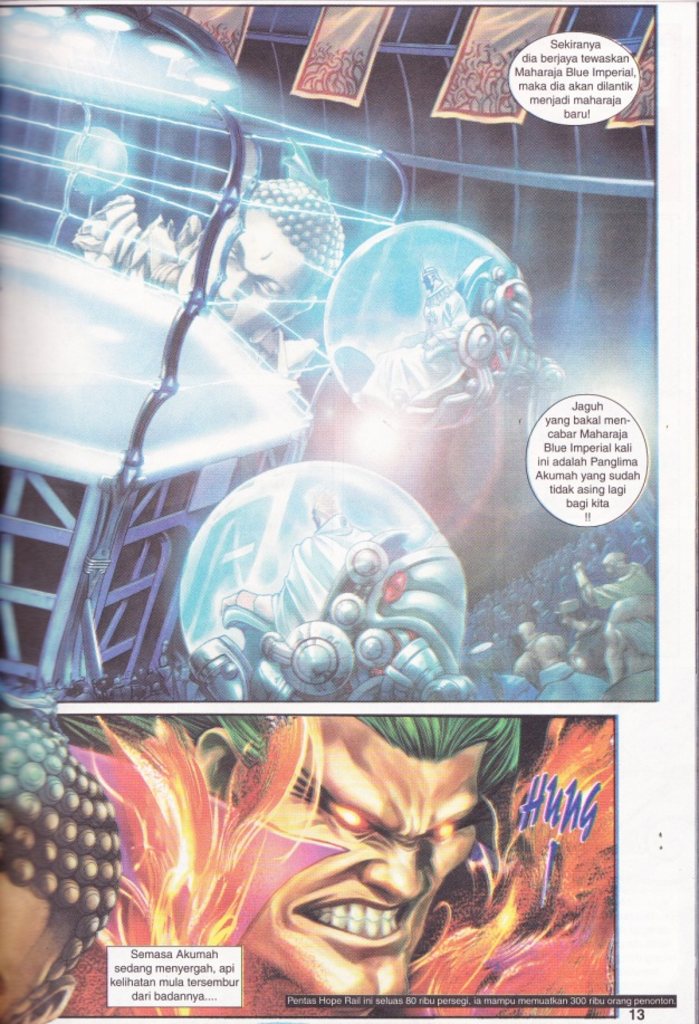 Sekiranya
dia berjaya tewaskan
Maharaja Blue Imperial,
maka dia akan dilantik
menjadi maharaja
baru!
Jaguh
yang bakal men-
cabar Maharaja
Blue Imperial kali
ini adalah Panglima
Akumah yang sudah
tidak asing lagi
bagi kita
!!
HUNG
!
Semasa Akumah
sedang menyergah, api
kelihatan mula tersembur
dari badannya....
Pentas Hope Rail ini seluas 80 ribu persegi, ia mampu memuatkan 300 ribu orang penonton.
13